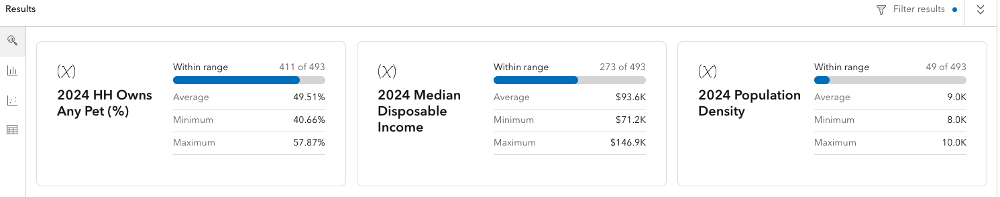 Results
Filter results
(X)
2024 HH Owns
Any Pet (%)
Within range 411 of 493
Average 49.51%
Minimum 40.66%
Maximum 57.87%
(X)
2024 Median
Disposable
Income
Within range 273 of 493
Average $93.6K
Minimum $71.2K
Maximum $146.9K
(X)
2024 Population
Density
Within range 49 of 493
Average 9.0K
Minimum 8.0K
Maximum 10.0K